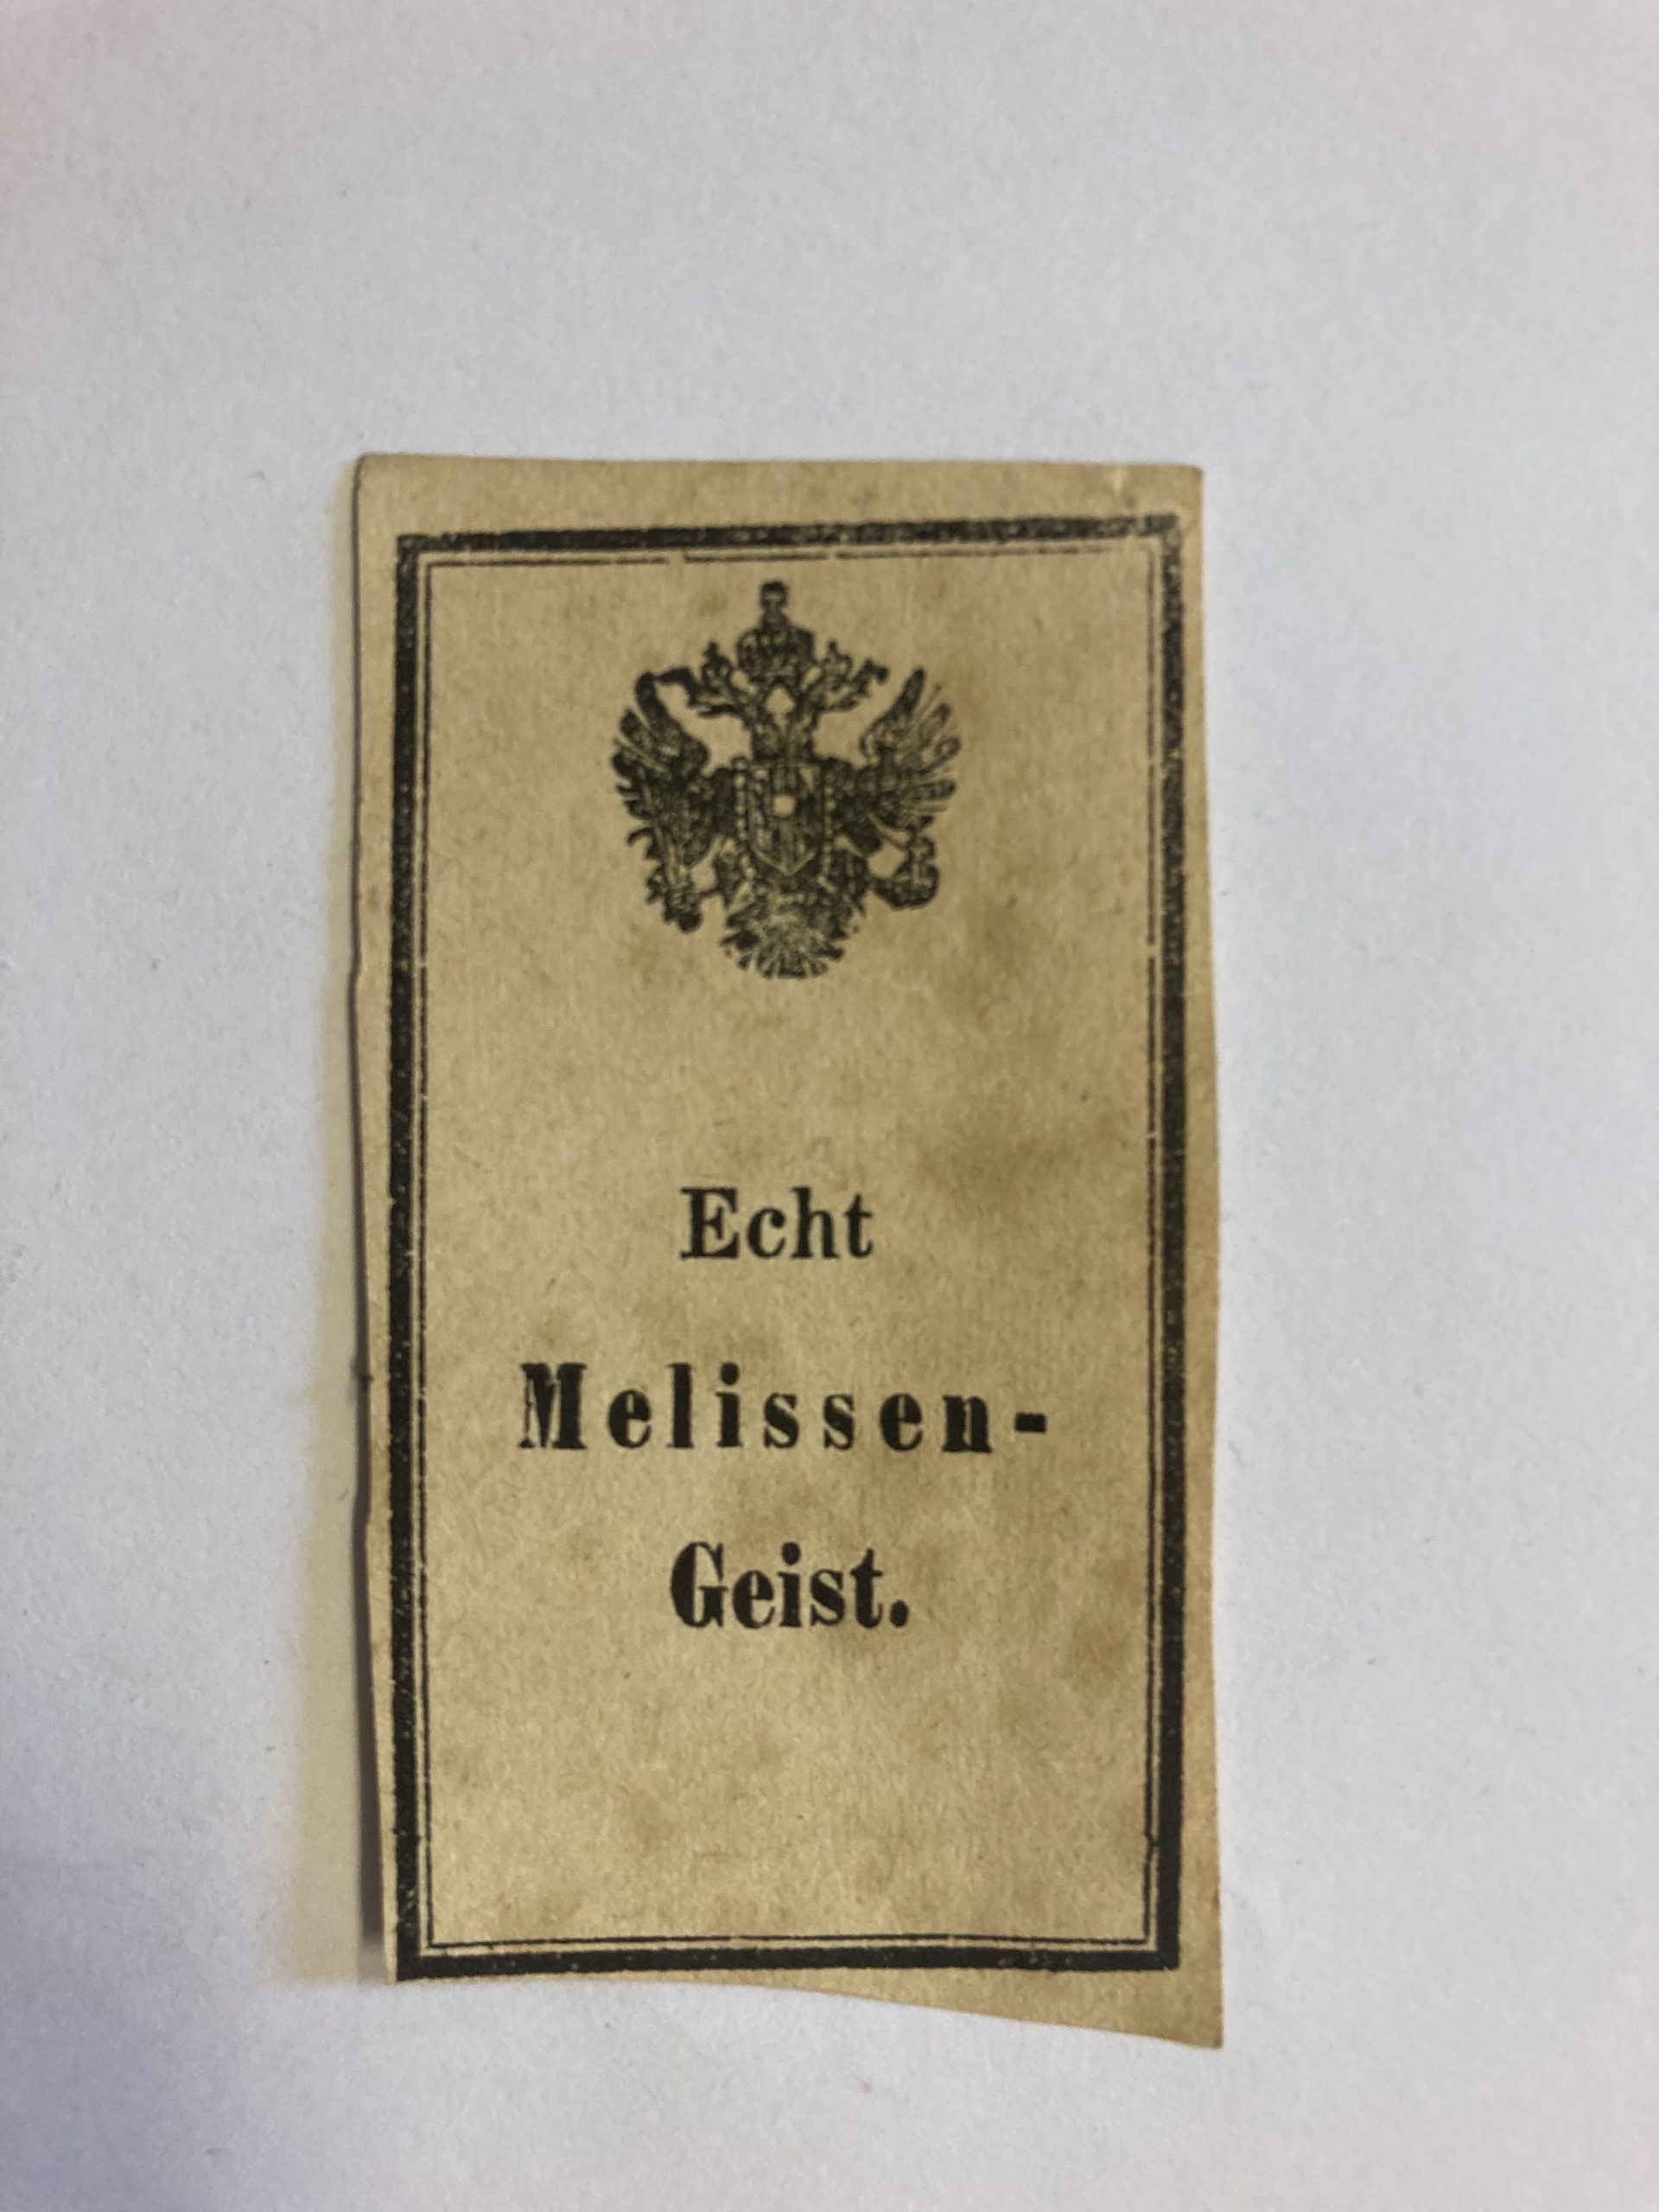 Echt
Melissen-
Geist.